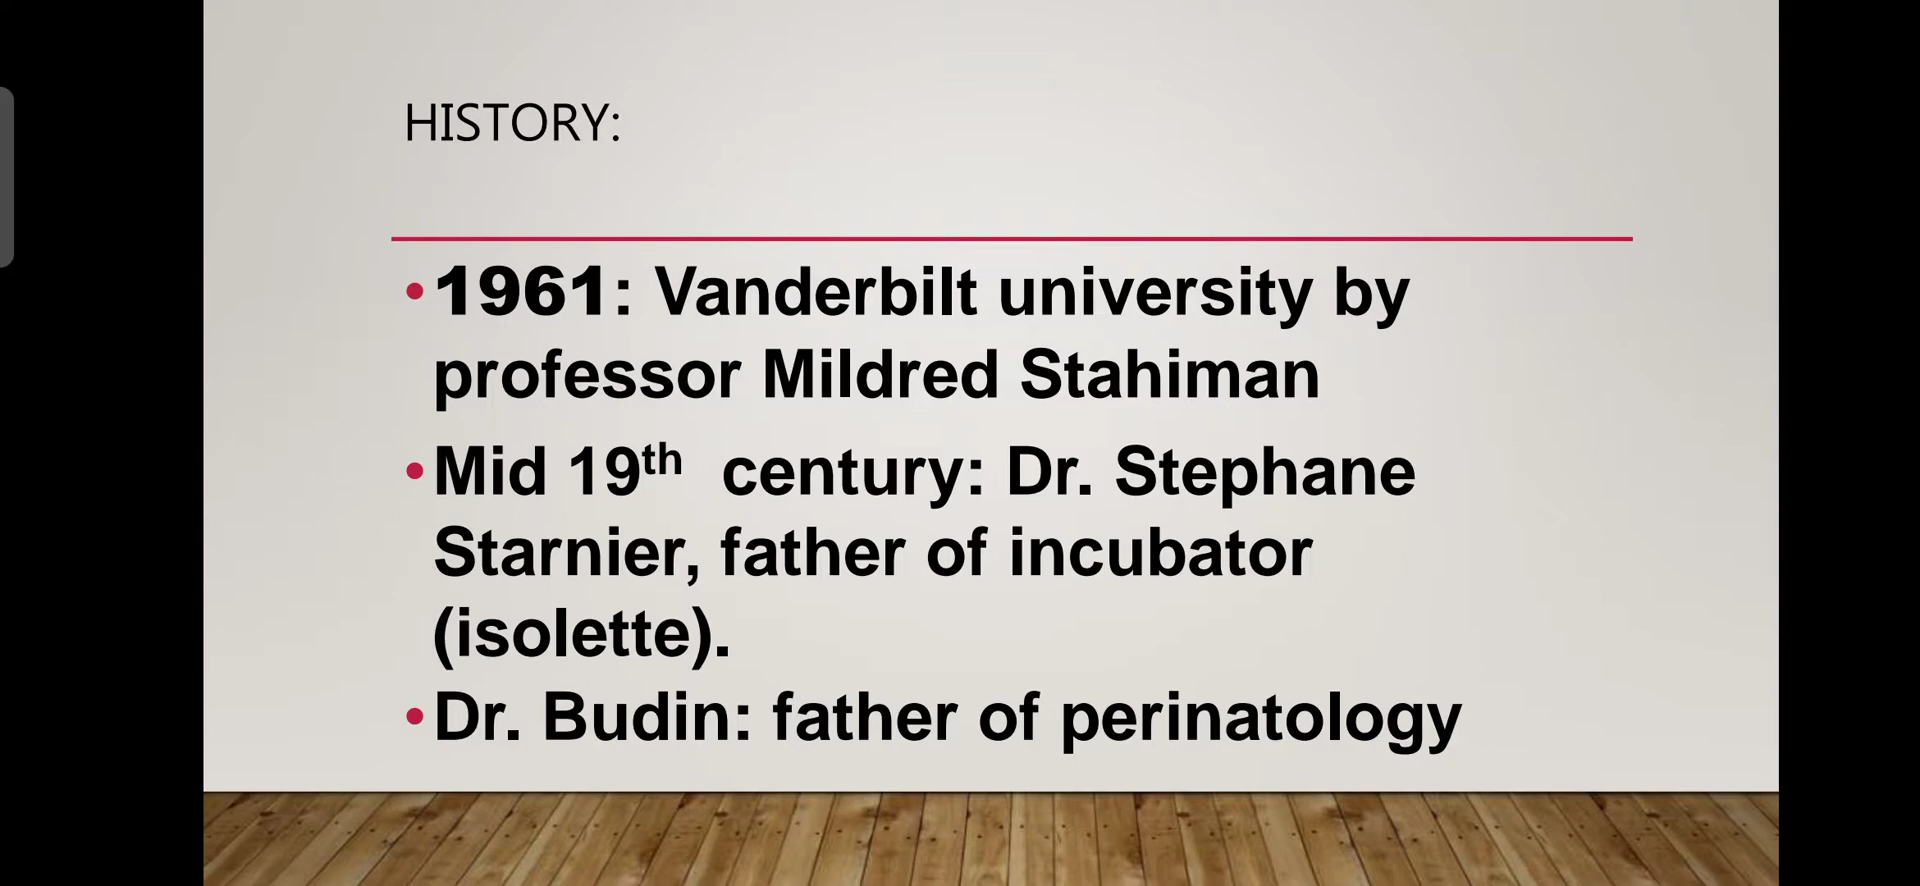 HISTORY:
•1961: Vanderbilt university by
professor Mildred Stahiman
•Mid 19th century: Dr. Stephane
Starnier, father of incubator
(isolette).
•Dr. Budin: father of perinatology